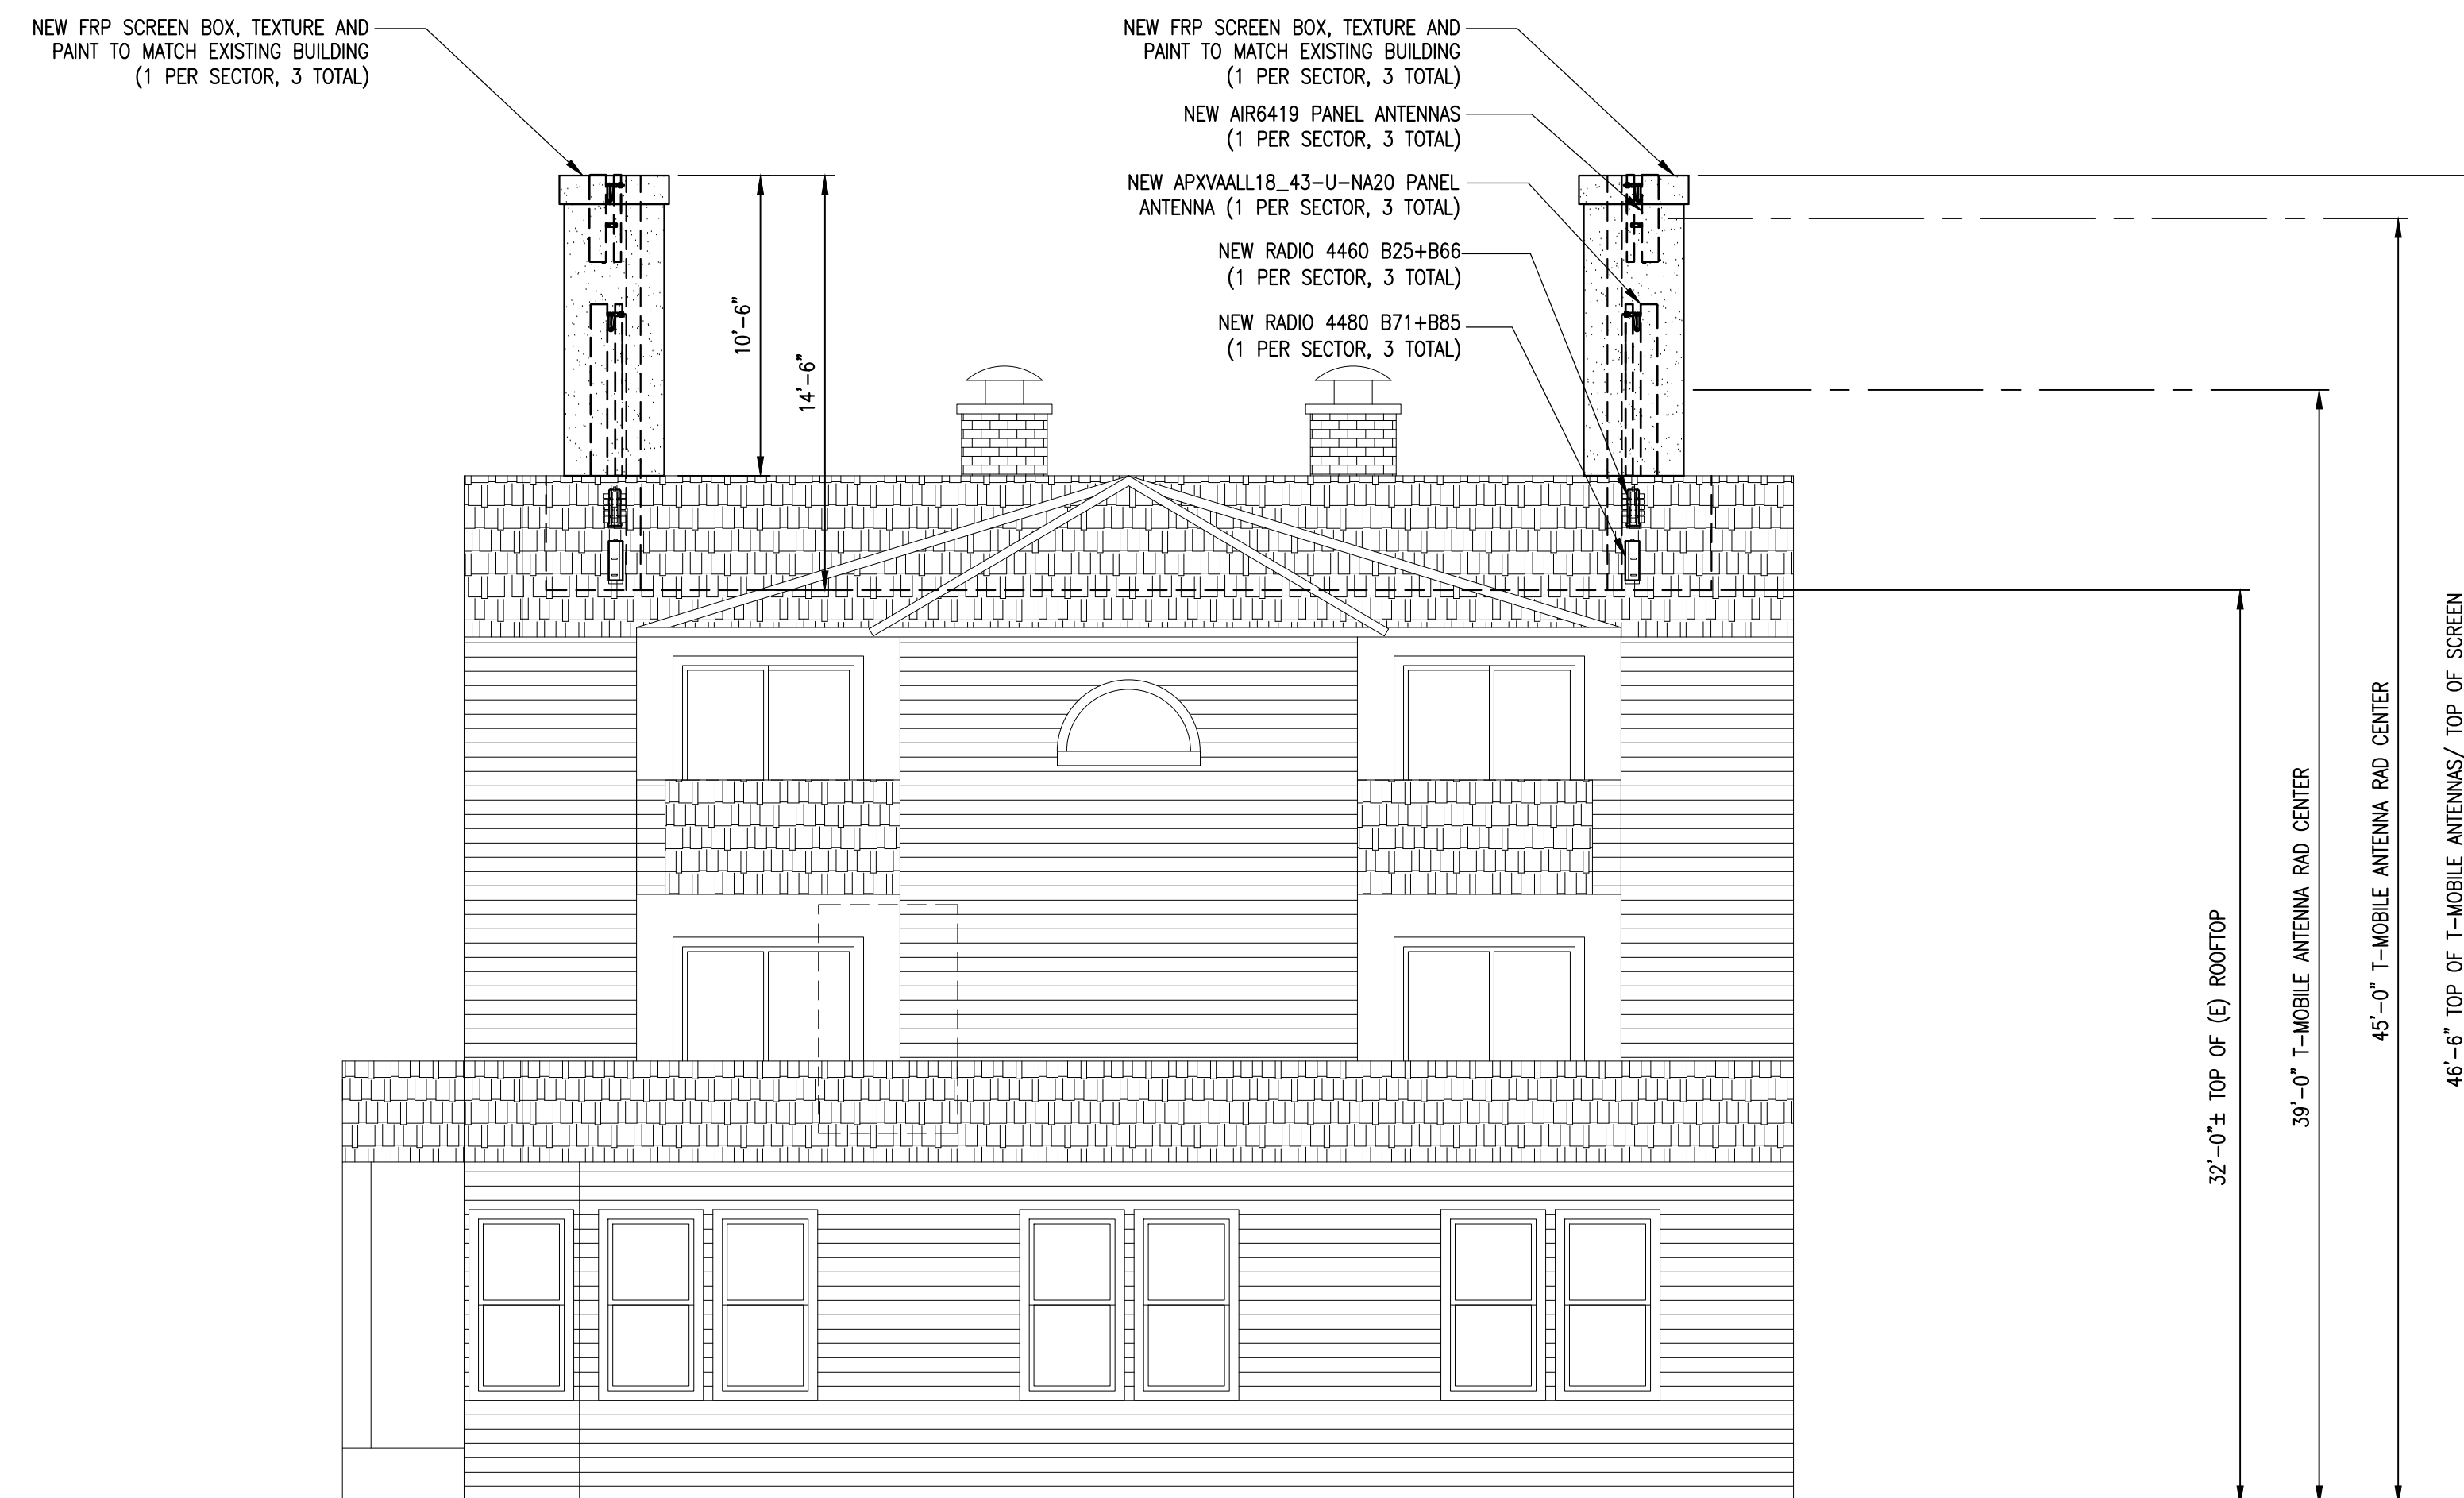 NEW FRP SCREEN BOX, TEXTURE AND
PAINT TO MATCH EXISTING BUILDING
(1 PER SECTOR, 3 TOTAL)
NEW FRP SCREEN BOX, TEXTURE AND
PAINT TO MATCH EXISTING BUILDING
(1 PER SECTOR, 3 TOTAL)
NEW AIR6419 PANEL ANTENNAS
(1 PER SECTOR, 3 TOTAL)
NEW APXVAALL18_43-U-NA20 PANEL
ANTENNA (1 PER SECTOR, 3 TOTAL)
NEW RADIO 4460 B25+B66
(1 PER SECTOR, 3 TOTAL)
NEW RADIO 4480 B71+B85
(1 PER SECTOR, 3 TOTAL)
10'-6"
14'-6"
32'-0"± TOP OF (E) ROOFTOP
39'-0" T-MOBILE ANTENNA RAD CENTER
45'-0" T-MOBILE ANTENNA RAD CENTER
46'-6" TOP OF T-MOBILE ANTENNAS/ TOP OF SCREEN